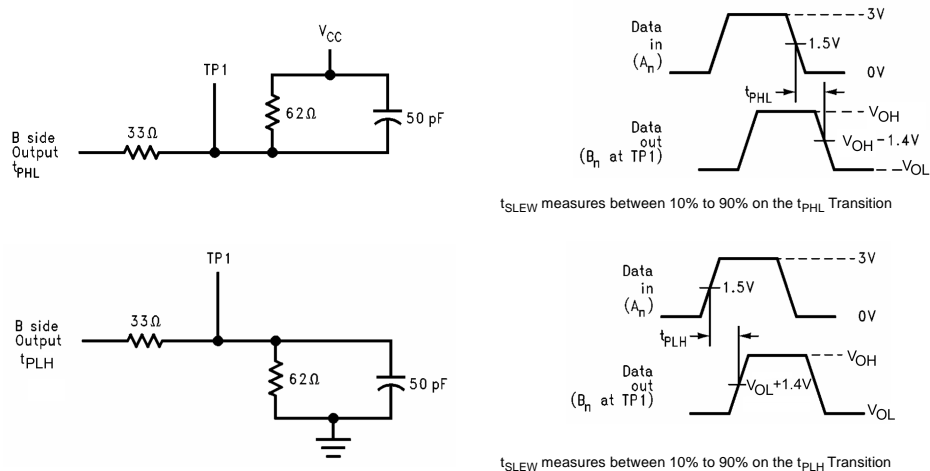 V_CC
TP1
62Ω
50 pF
33Ω
B side
Output
t_PHL
Data
in
(A_n)
3V
1.5V
0V
t_PHL
Data
out
(B_n at TP1)
V_OH
V_OH -1.4V
V_OL
t_SLEW measures between 10% to 90% on the t_PHL Transition
TP1
33Ω
B side
Output
t_PLH
62Ω
50 pF
Data
in
(A_n)
3V
1.5V
0V
t_PLH
Data
out
(B_n at TP1)
V_OH
V_OL+1.4V
V_OL
t_SLEW measures between 10% to 90% on the t_PLH Transition